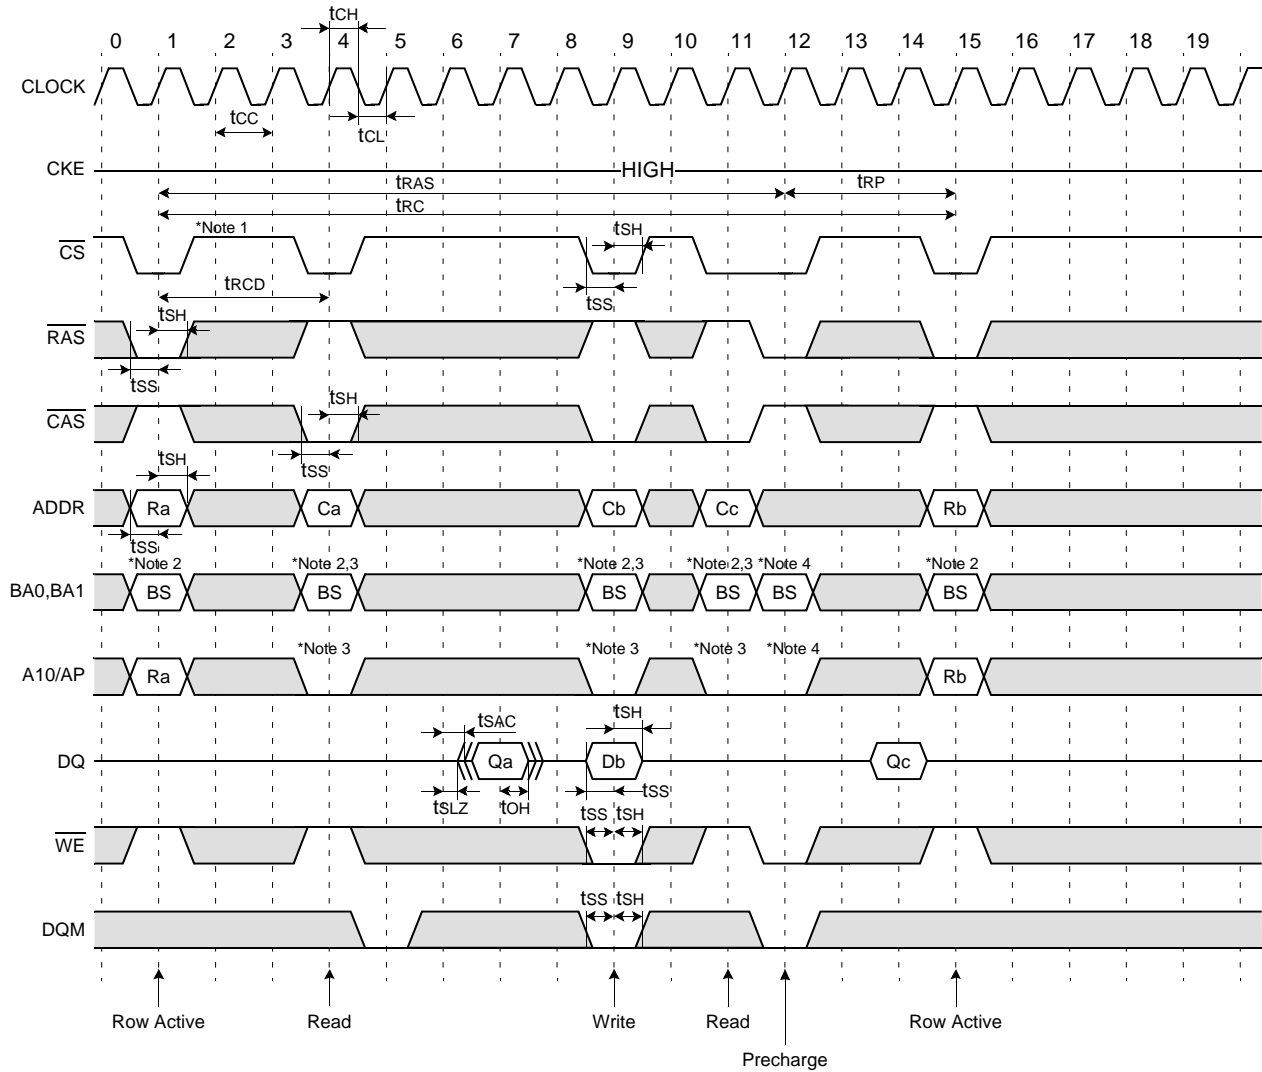 tCH
0 1 2 3 4 5 6 7 8 9 10 11 12 13 14 15 16 17 18 19
CLOCK
tCC
tCL
CKE
HIGH
tRAS
tRP
tRC
*Note 1
tSH
CS
tRCD
tSS
tSH
RAS
tSS
tSH
CAS
tSS
tSH
ADDR Ra Ca Cb Cc Rb
tSS
*Note 2 *Note 2,3 *Note 2,3 *Note 2,3 *Note 4 *Note 2
BA0,BA1 BS BS BS BS BS BS
*Note 3 *Note 3 *Note 3 *Note 4
A10/AP Ra Rb
tSH
tSAC
DQ Qa Db Qc
tSLZ tOH tSS
tSS tSH
WE
tSS tSH
DQM
Row Active Read Write Read Row Active
Precharge